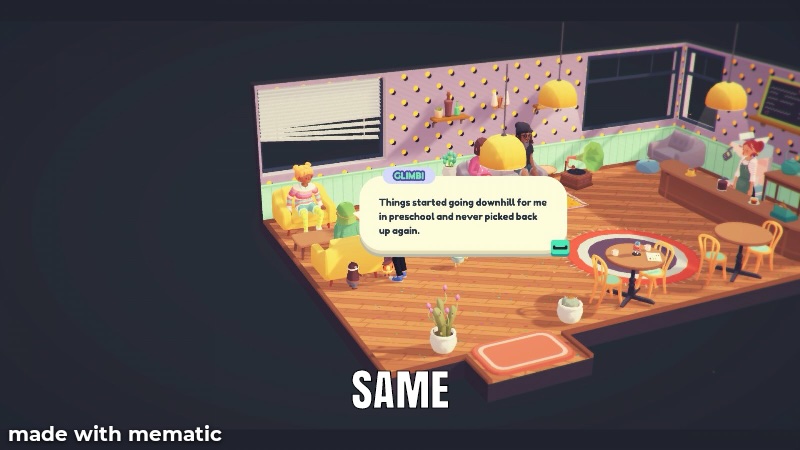 GLIMBI
Things started going downhill for me
in preschool and never picked back
up again.
SAME
made with mematic